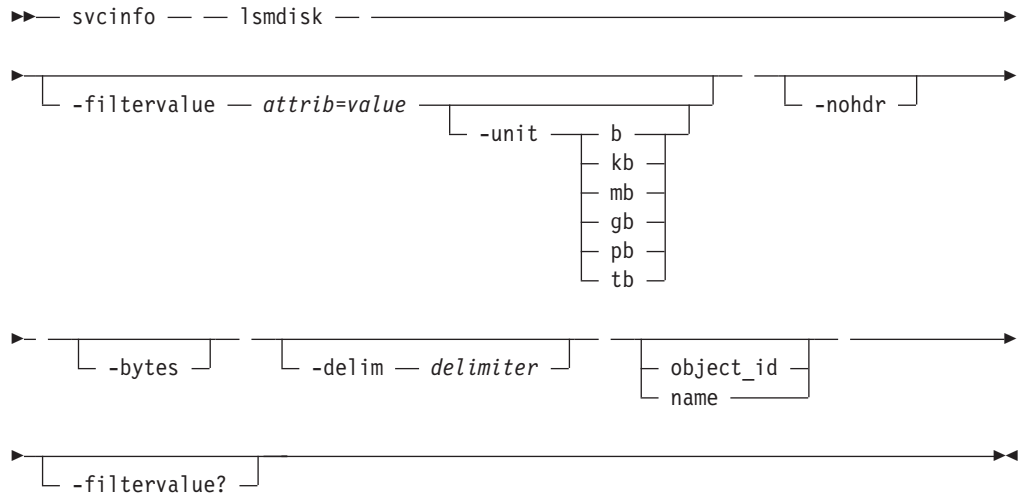 svcinfo lsmdisk
-filtervalue attrib=value -nohdr
-unit b
kb
mb
gb
pb
tb
-bytes -delim delimiter object_id
name
-filtervalue?